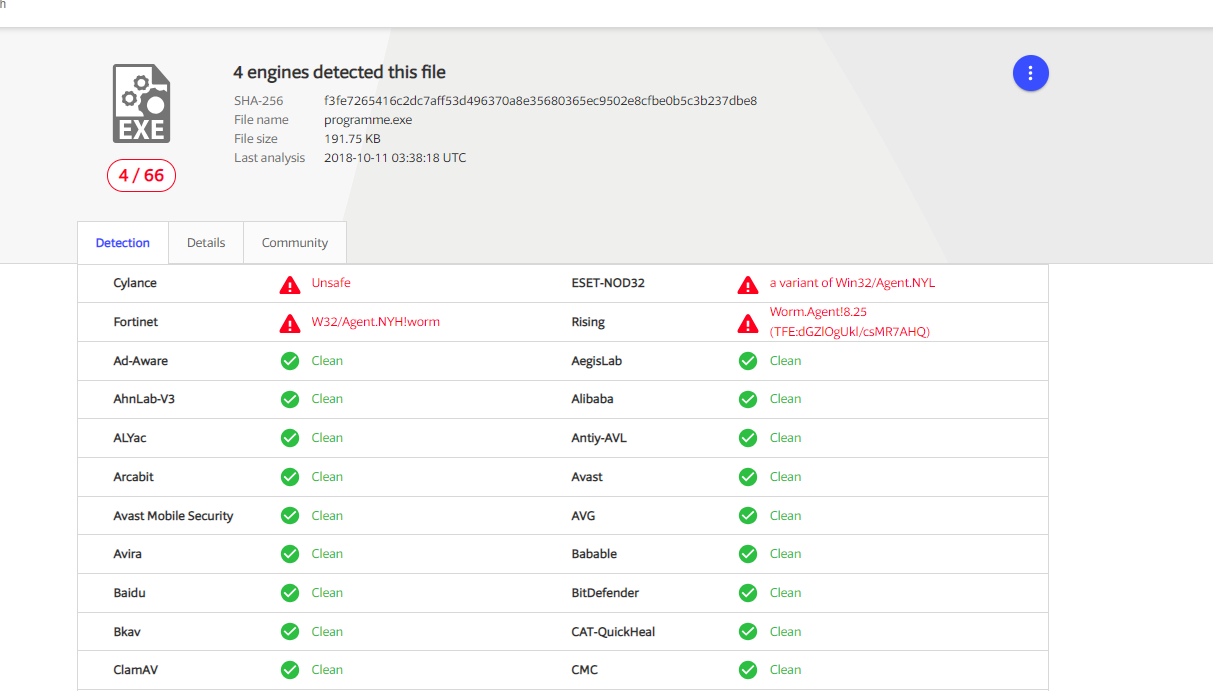 h
4 engines detected this file
SHA-256 f3fe7265416c2dc7aff53d496370a8e35680365ec9502e8cfbe0b5c3b237dbe8
File name programme.exe
File size 191.75 KB
Last analysis 2018-10-11 03:38:18 UTC
EXE
4 / 66
Detection Details Community
Cylance Unsafe ESET-NOD32 a variant of Win32/Agent.NYL
Fortinet W32/Agent.NYH!worm Rising Worm.Agent!8.25
(TFE:dGZlOgUkl/csMR7AHQ)
Ad-Aware Clean AegisLab Clean
AhnLab-V3 Clean Alibaba Clean
ALYac Clean Antiy-AVL Clean
Arcabit Clean Avast Clean
Avast Mobile Security Clean AVG Clean
Avira Clean Babable Clean
Baidu Clean BitDefender Clean
Bkav Clean CAT-QuickHeal Clean
ClamAV Clean CMC Clean